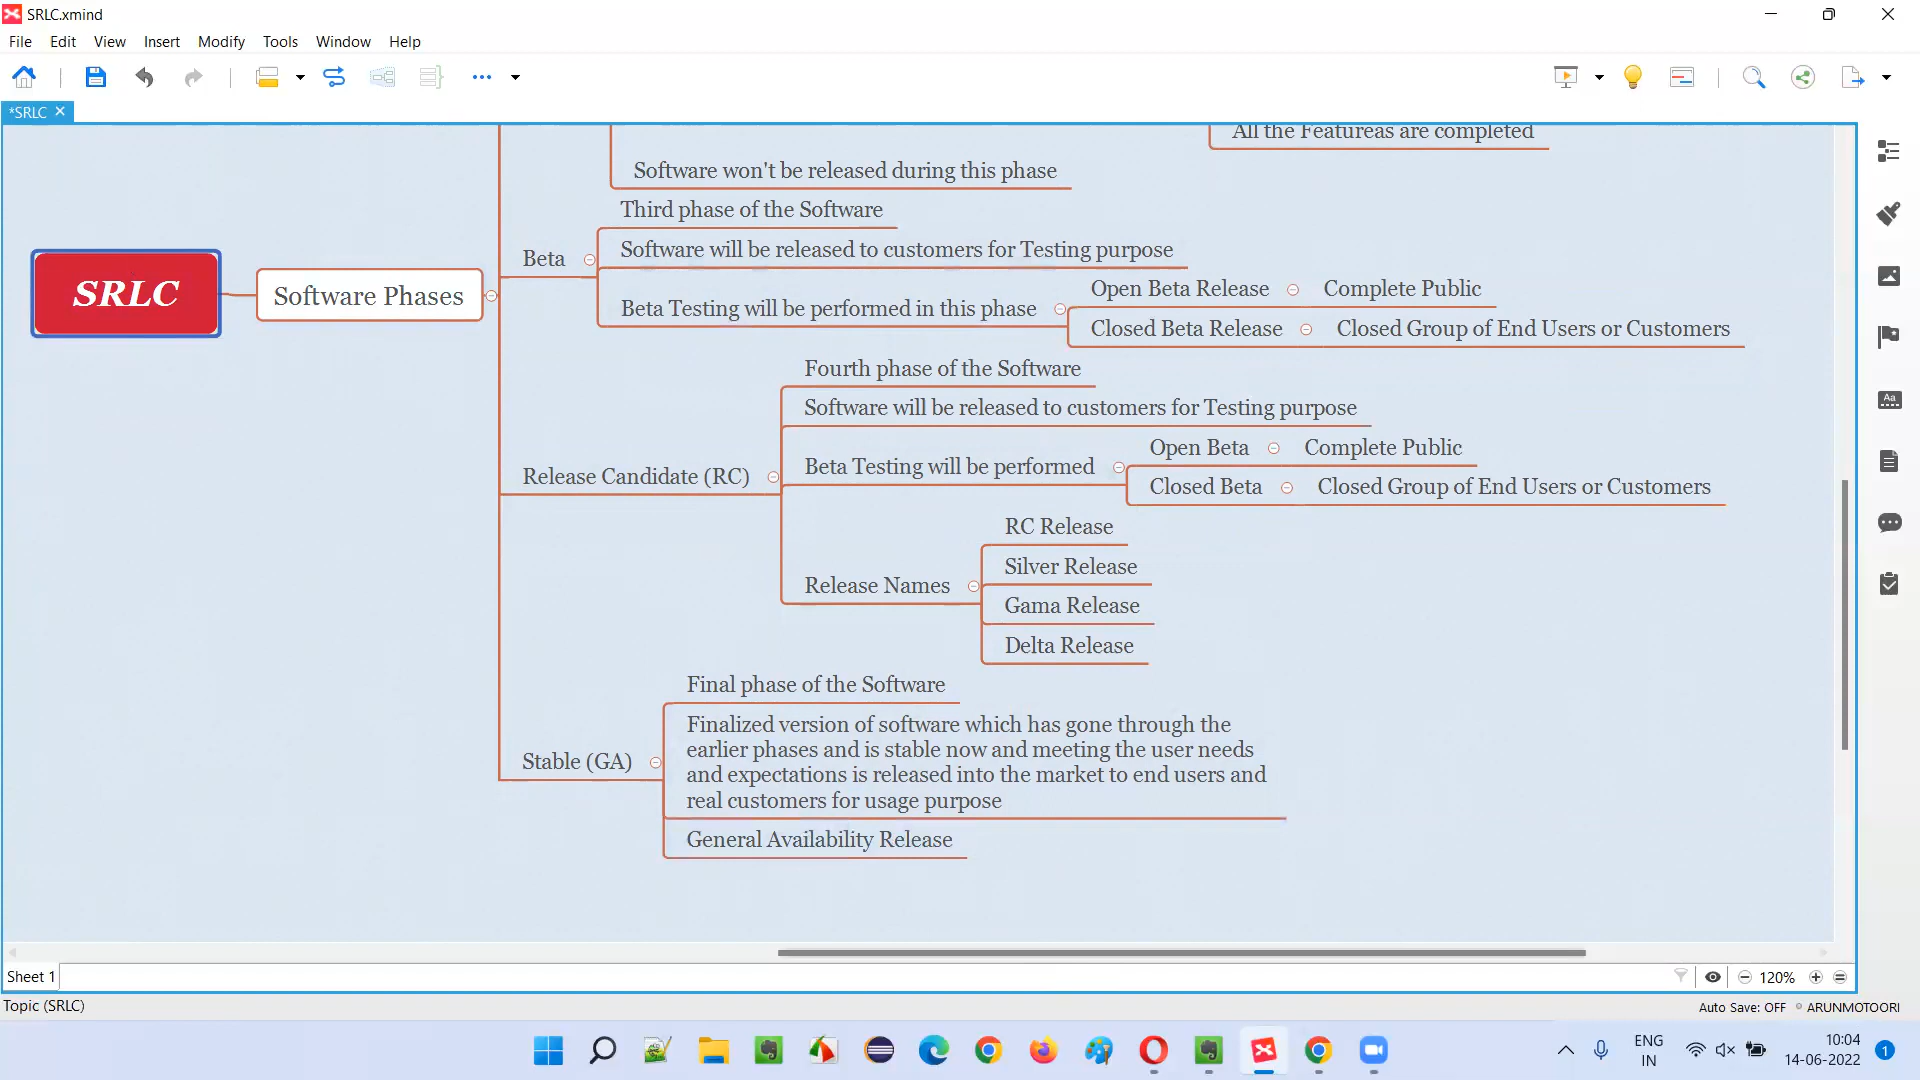 SRLC.xmind
File Edit View Insert Modify Tools Window Help
*SRLC
All the Featureas are completed
Software won't be released during this phase
Third phase of the Software
Software will be released to customers for Testing purpose
Beta
Open Beta Release
Complete Public
Beta Testing will be performed in this phase
Closed Beta Release
Closed Group of End Users or Customers
SRLC
Software Phases
Fourth phase of the Software
Software will be released to customers for Testing purpose
Open Beta
Complete Public
Beta Testing will be performed
Closed Beta
Closed Group of End Users or Customers
Release Candidate (RC)
RC Release
Silver Release
Release Names
Gama Release
Delta Release
Final phase of the Software
Finalized version of software which has gone through the
earlier phases and is stable now and meeting the user needs
and expectations is released into the market to end users and
real customers for usage purpose
Stable (GA)
General Availability Release
Sheet 1
120%
Topic (SRLC)
Auto Save: OFF
ARUNMOTOORI
Aa
ENG
IN
10:04
14-06-2022
1